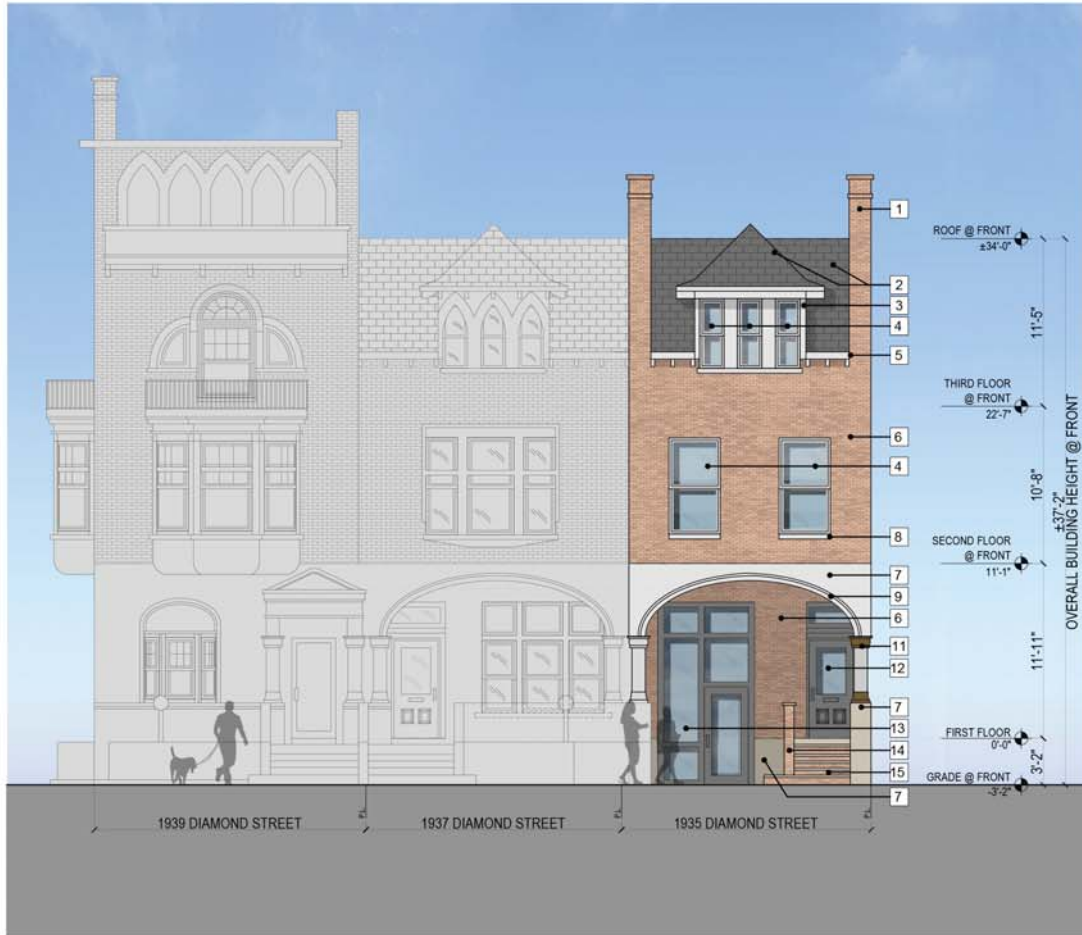 1
ROOF @ FRONT
±34'-0"
2
3
4
11'-5"
5
THIRD FLOOR
@ FRONT
22'-7"
6
4
10'-8"
±37'-2"
OVERALL BUILDING HEIGHT @ FRONT
8
SECOND FLOOR
@ FRONT
11'-1"
7
9
6
11'-11"
11
12
7
13
FIRST FLOOR
0'-0"
14
3'-2"
15
GRADE @ FRONT
-3'-2"
7
1939 DIAMOND STREET
PL
1937 DIAMOND STREET
PL
1935 DIAMOND STREET
PL